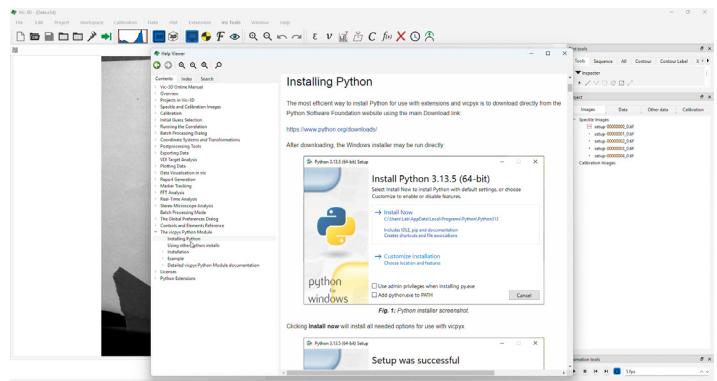 Vic-3D - [Data.v3d]
File Edit Project Workspace Calibration Data Plot Extension iris Tools Window Help
Help Viewer
Contents Index Search
Vic-3D Online Manual
Overview
Projects in Vic-3D
Speckle and Calibration Images
Calibration
Initial Guess Selection
Running the Correlation
Batch Processing Dialog
Coordinate Systems and Transformations
Postprocessing Tools
Exporting Data
VDI Target Analysis
Plotting Data
Data Visualization in iris
Report Generation
Marker Tracking
FFT Analysis
Real-Time Analysis
Stereo Microscope Analysis
Batch Processing Mode
The Global Preferences Dialog
Controls and Elements Reference
The vicpyx Python Module
Installing Python
Using other Python installs
Installation
Example
Detailed vicpyx Python Module documentation
Licenses
Python Extensions
Installing Python
The most efficient way to install Python for use with extensions and vicpyx is to download directly from the
Python Software Foundation website using the main Download link:
https://www.python.org/downloads/
After downloading, the Windows installer may be run directly:
Python 3.13.5 (64-bit) Setup
Install Python 3.13.5 (64-bit)
Select Install Now to install Python with default settings, or choose
Customize to enable or disable features.
Install Now
C:\Users\Lab\AppData\Local\Programs\Python\Python313
Includes IDLE, pip and documentation
Creates shortcuts and file associations
Customize installation
Choose location and features
python
for
windows
Use admin privileges when installing py.exe
Add python.exe to PATH
Cancel
Fig. 1: Python installer screenshot.
Clicking Install now will install all needed options for use with vicpyx.
Python 3.13.5 (64-bit) Setup
Setup was successful
Tools Sequence All Contour Contour Label
Inspector
Images Data Other data Calibration
Speckle Images
setup-00000000_0.tif
setup-00000001_0.tif
setup-00000002_0.tif
setup-00000003_0.tif
setup-00000004_0.tif
Calibration Images
Animation tools
5 fps